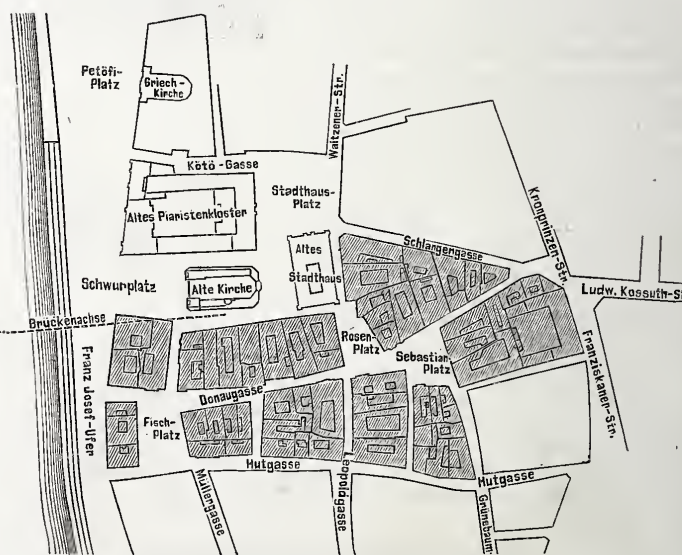 Petöfi-
Platz
Griech-
Kirche
Waitzener-Str.
Kötö-Gasse
Stadthaus-
Platz
Altes Piaristenkloster
Kronprinzen-Str.
Schlangengasse
Altes
Stadthaus
Schwurplatz
Alte Kirche
Ludw. Kossuth-S
Brückenachse
Rosen-
Platz
Sebastian-
Platz
Franz Josef-Ufer
Franziskaner-Str.
Donaugasse
Fisch-
Platz
Hutgasse
Hutgasse
Müllergasse
Leopoldgasse
Grünebaum